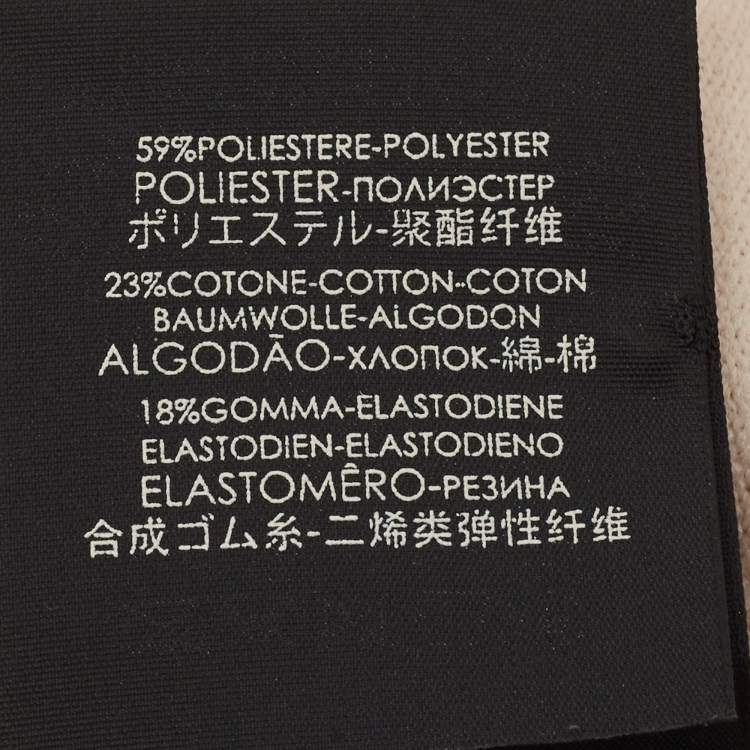 59%POLIESTERE-POLYESTER
POLIESTER-ПОЛИЭСТЕР
ポリエステル-聚酯纤维
23%COTONE-COTTON-COTON
BAUMWOLLE-ALGODON
ALGODÃO-ХЛОПОК-綿-棉
18%GOMMA-ELASTODIENE
ELASTODIEN-ELASTODIENO
ELASTOMÊRO-РЕЗИНА
合成ゴム糸-二烯类弹性纤维